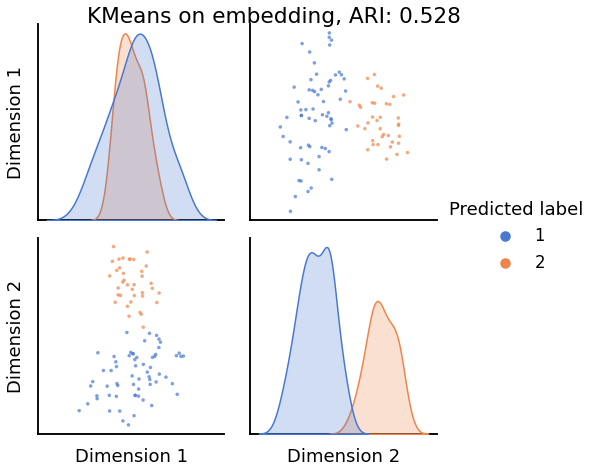 KMeans on embedding, ARI: 0.528
Dimension 1
Predicted label
1
2
Dimension 2
Dimension 1
Dimension 2